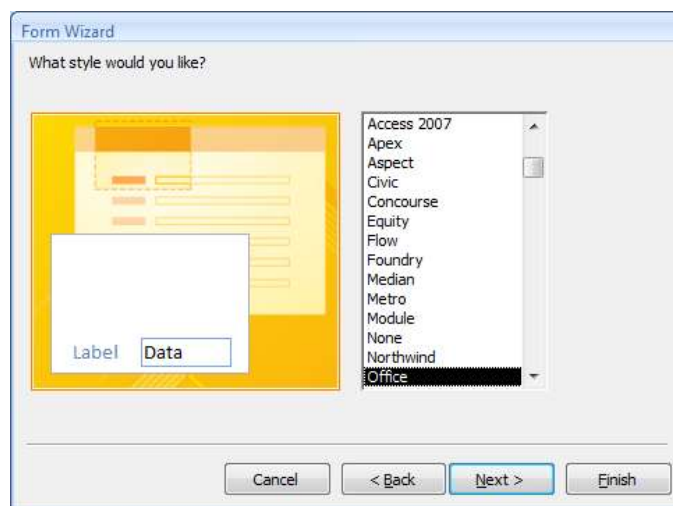 Form Wizard
What style would you like?
Label Data
Access 2007
Apex
Aspect
Civic
Concourse
Equity
Flow
Foundry
Median
Metro
Module
None
Northwind
Office
Cancel < Back Next > Finish